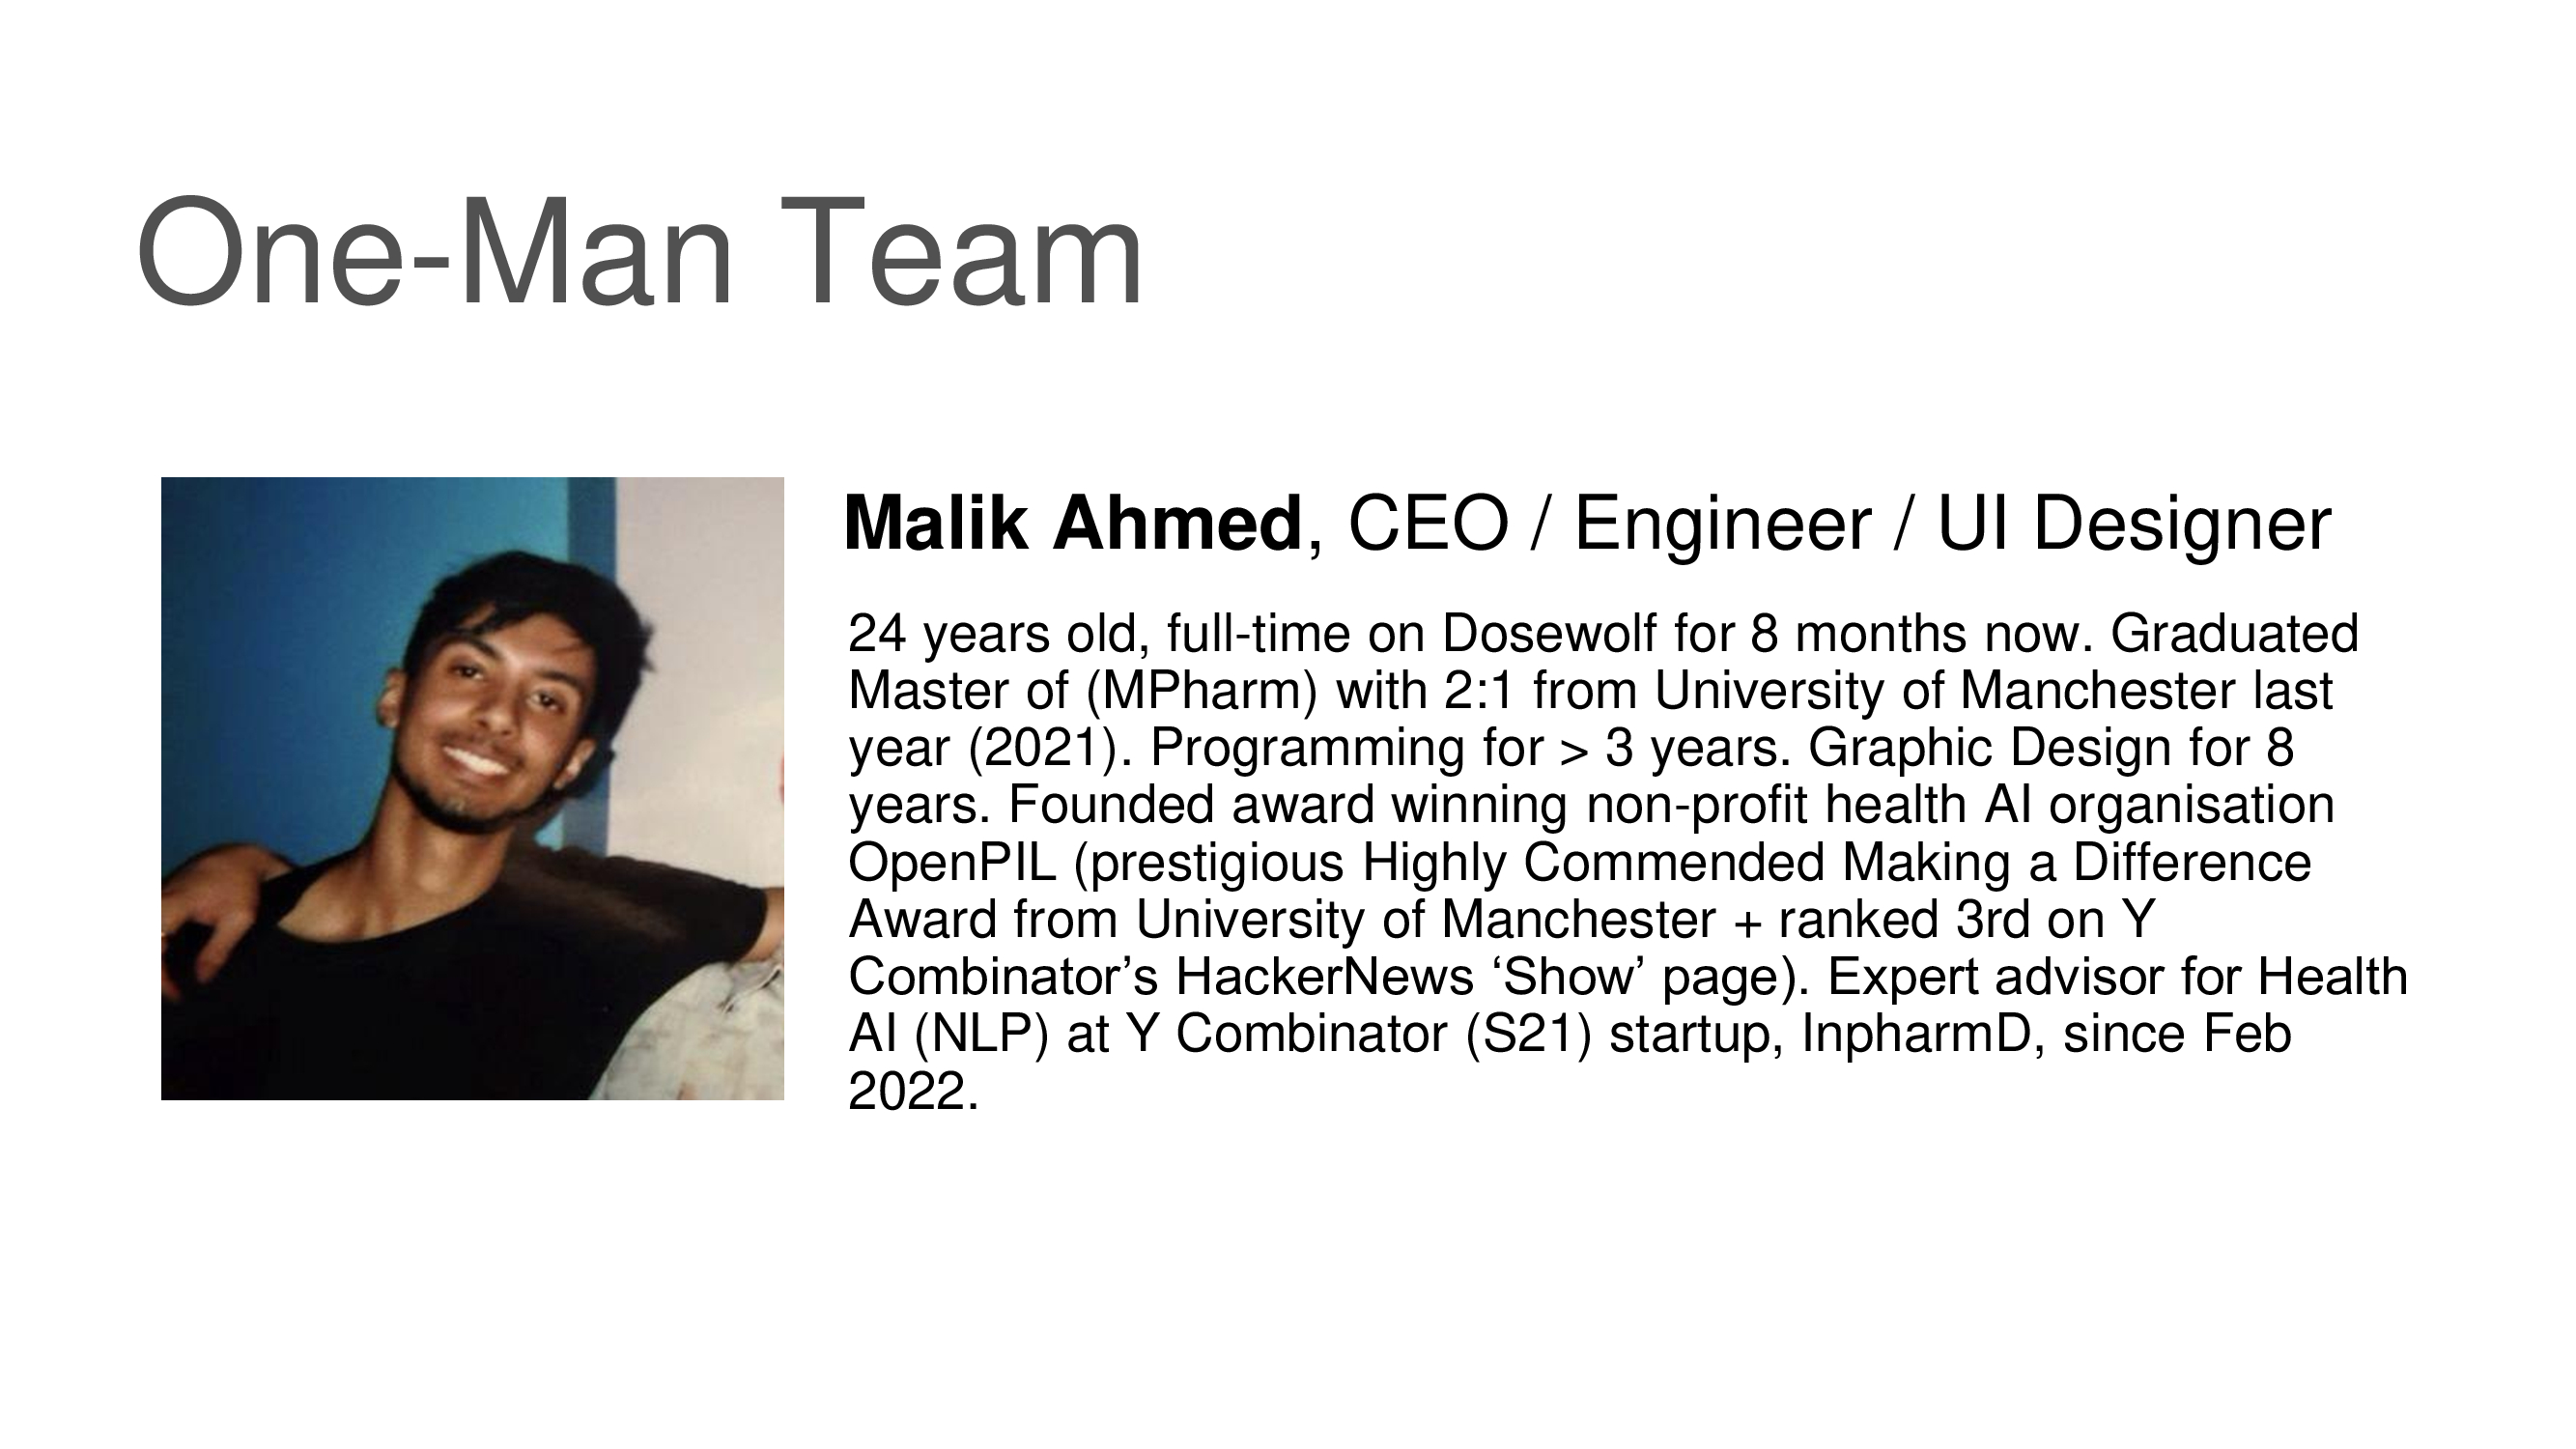 One-Man Team
Malik Ahmed, CEO / Engineer / UI Designer
24 years old, full-time on Dosewolf for 8 months now. Graduated
Master of (MPharm) with 2:1 from University of Manchester last
year (2021). Programming for > 3 years. Graphic Design for 8
years. Founded award winning non-profit health AI organisation
OpenPIL (prestigious Highly Commended Making a Difference
Award from University of Manchester + ranked 3rd on Y
Combinator’s HackerNews ‘Show’ page). Expert advisor for Health
AI (NLP) at Y Combinator (S21) startup, InpharmD, since Feb
2022.